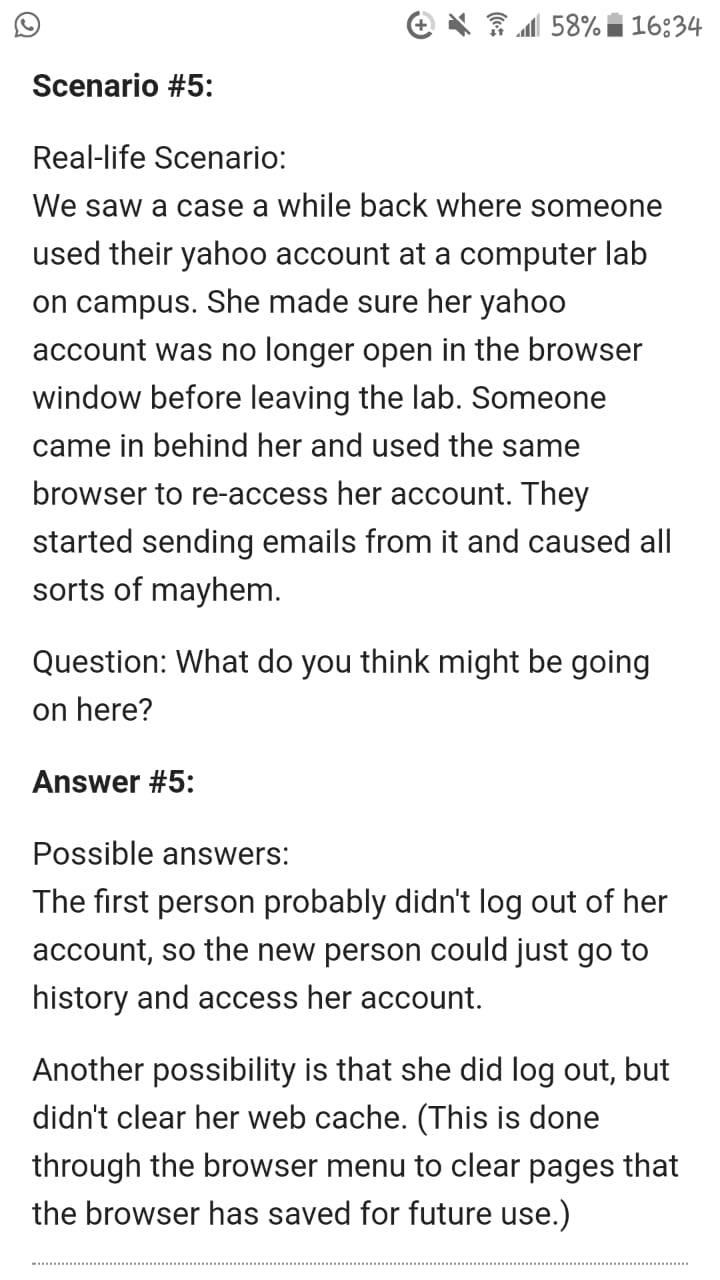 58% 16:34
Scenario #5:
Real-life Scenario:
We saw a case a while back where someone
used their yahoo account at a computer lab
on campus. She made sure her yahoo
account was no longer open in the browser
window before leaving the lab. Someone
came in behind her and used the same
browser to re-access her account. They
started sending emails from it and caused all
sorts of mayhem.
Question: What do you think might be going
on here?
Answer #5:
Possible answers:
The first person probably didn't log out of her
account, so the new person could just go to
history and access her account.
Another possibility is that she did log out, but
didn't clear her web cache. (This is done
through the browser menu to clear pages that
the browser has saved for future use.)